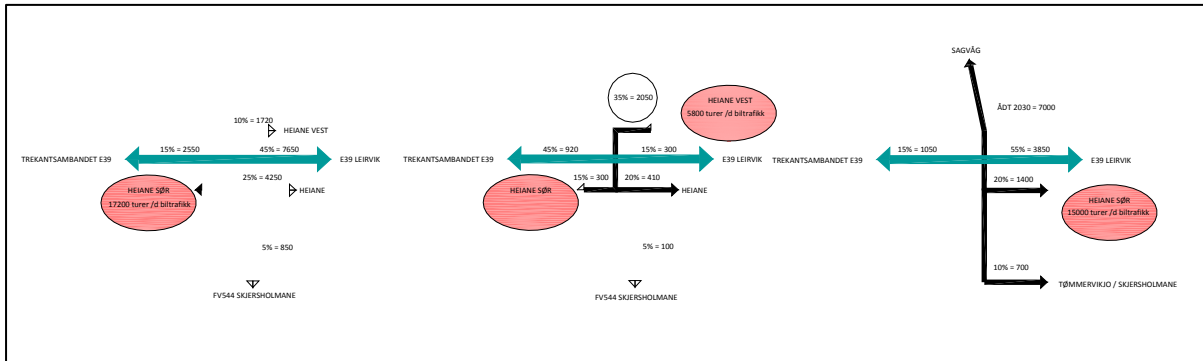 10% = 1720
HEIANE VEST
15% = 2550
45% = 7650
TREKANTSAMBANDET E39
E39 LEIRVIK
25% = 4250
HEIANE SØR
17200 turer /d biltrafikk
HEIANE
5% = 850
FV544 SKJERSHOLMANE
35% = 2050
HEIANE VEST
5800 turer /d biltrafikk
45% = 920
15% = 300
TREKANTSAMBANDET E39
E39 LEIRVIK
15% = 300
20% = 410
HEIANE SØR
HEIANE
5% = 100
FV544 SKJERSHOLMANE
SAGVÅG
ÅDT 2030 = 7000
15% = 1050
55% = 3850
TREKANTSAMBANDET E39
E39 LEIRVIK
20% = 1400
HEIANE SØR
15000 turer /d biltrafikk
10% = 700
TØMMERVIKJO / SKJERSHOLMANE